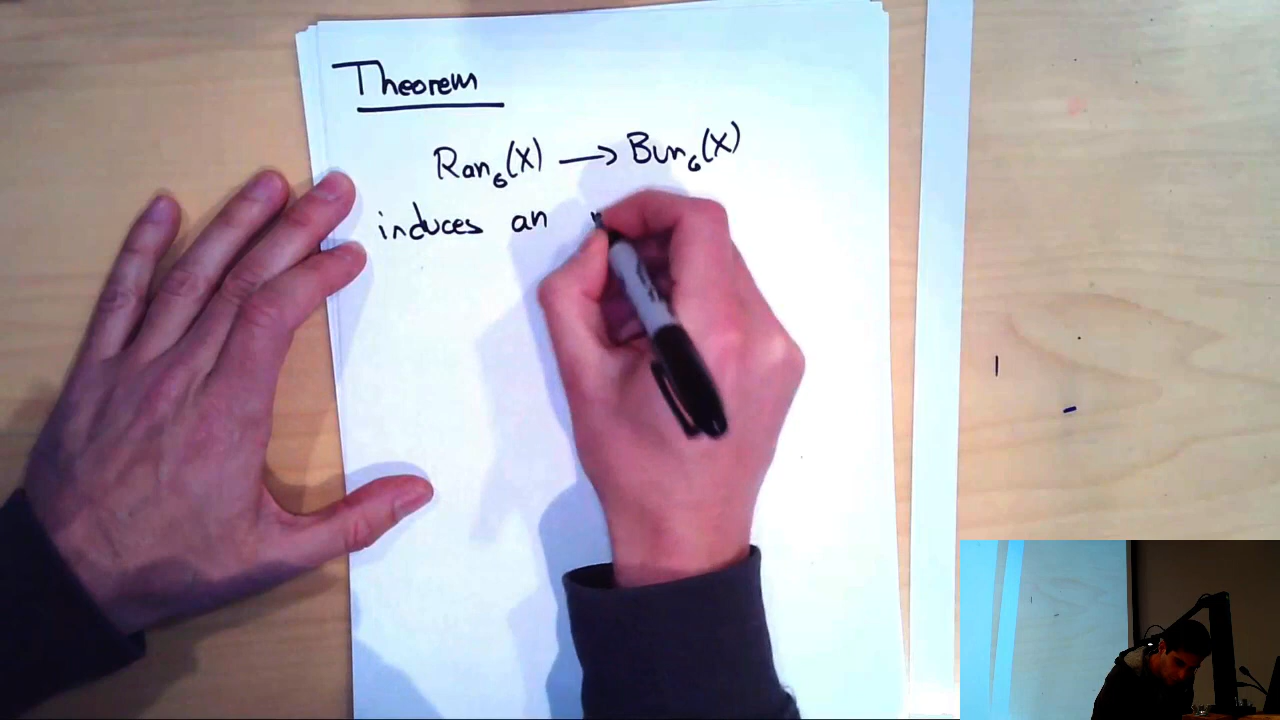 Theorem
Ran_G(X) ⟶ Bun_G(X)
induces an